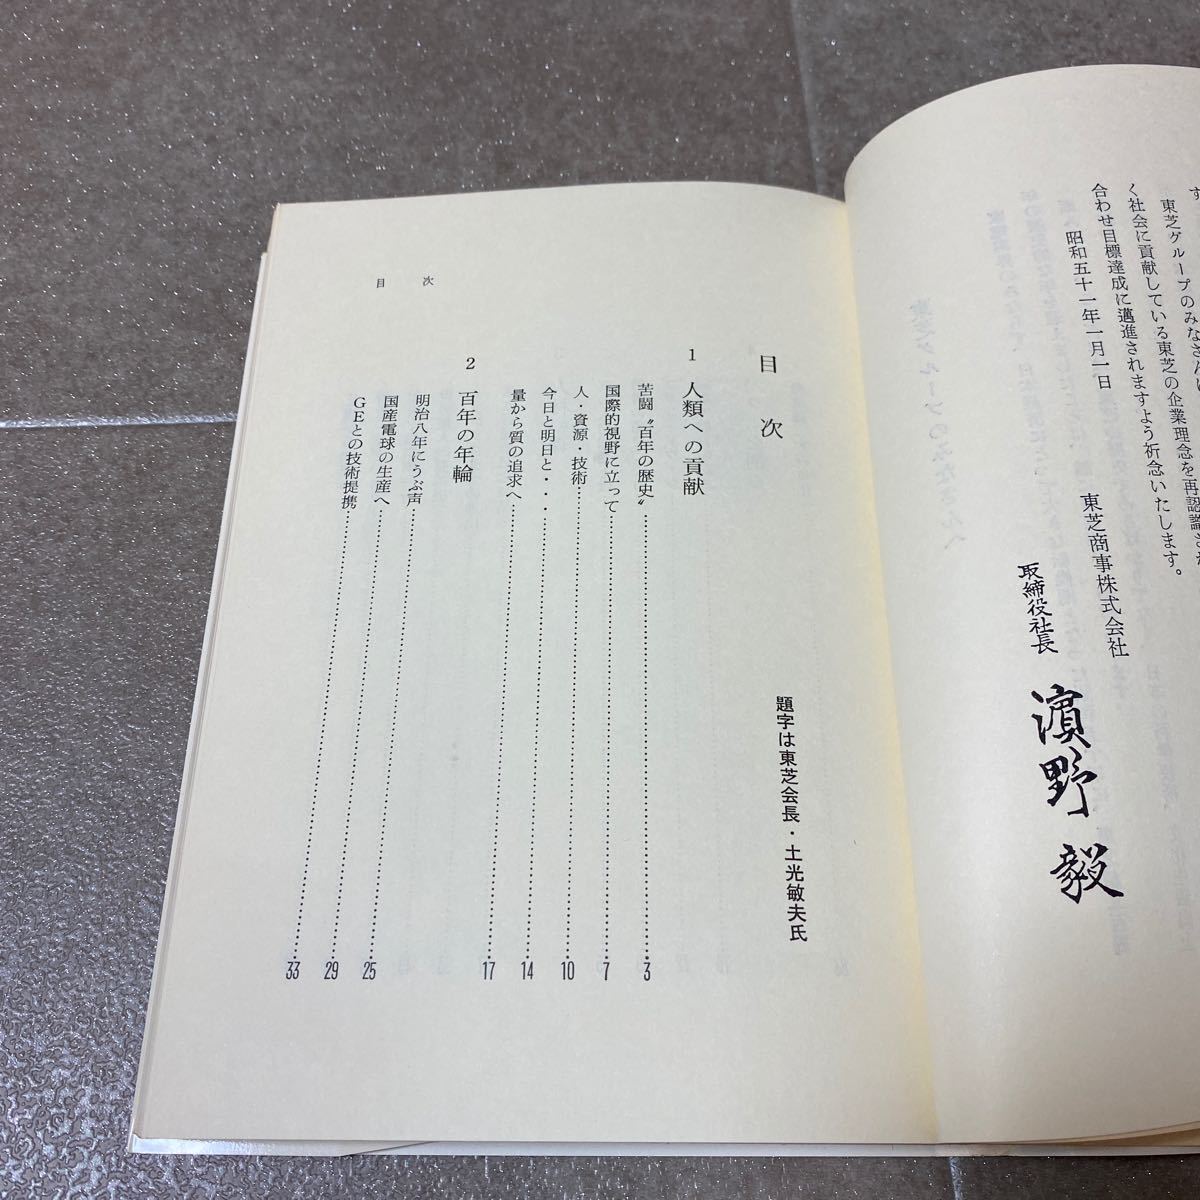 東芝グループのみなさんに
く社会に貢献している東芝の企業理念を再認識され
合わせ目標達成に邁進されますよう祈念いたします。
昭和五十一年一月一日
東芝商事株式会社
取締役社長 濱野 毅
目次
題字は東芝会長・土光敏夫氏
1 人類への貢献
苦闘〝百年の歴史〟 3
国際的視野に立って 7
人・資源・技術 10
今日と明日と・・・ 14
量から質の追求へ 17
2 百年の年輪
明治八年にうぶ声 25
国産電球の生産へ 29
GEとの技術提携 33
目次